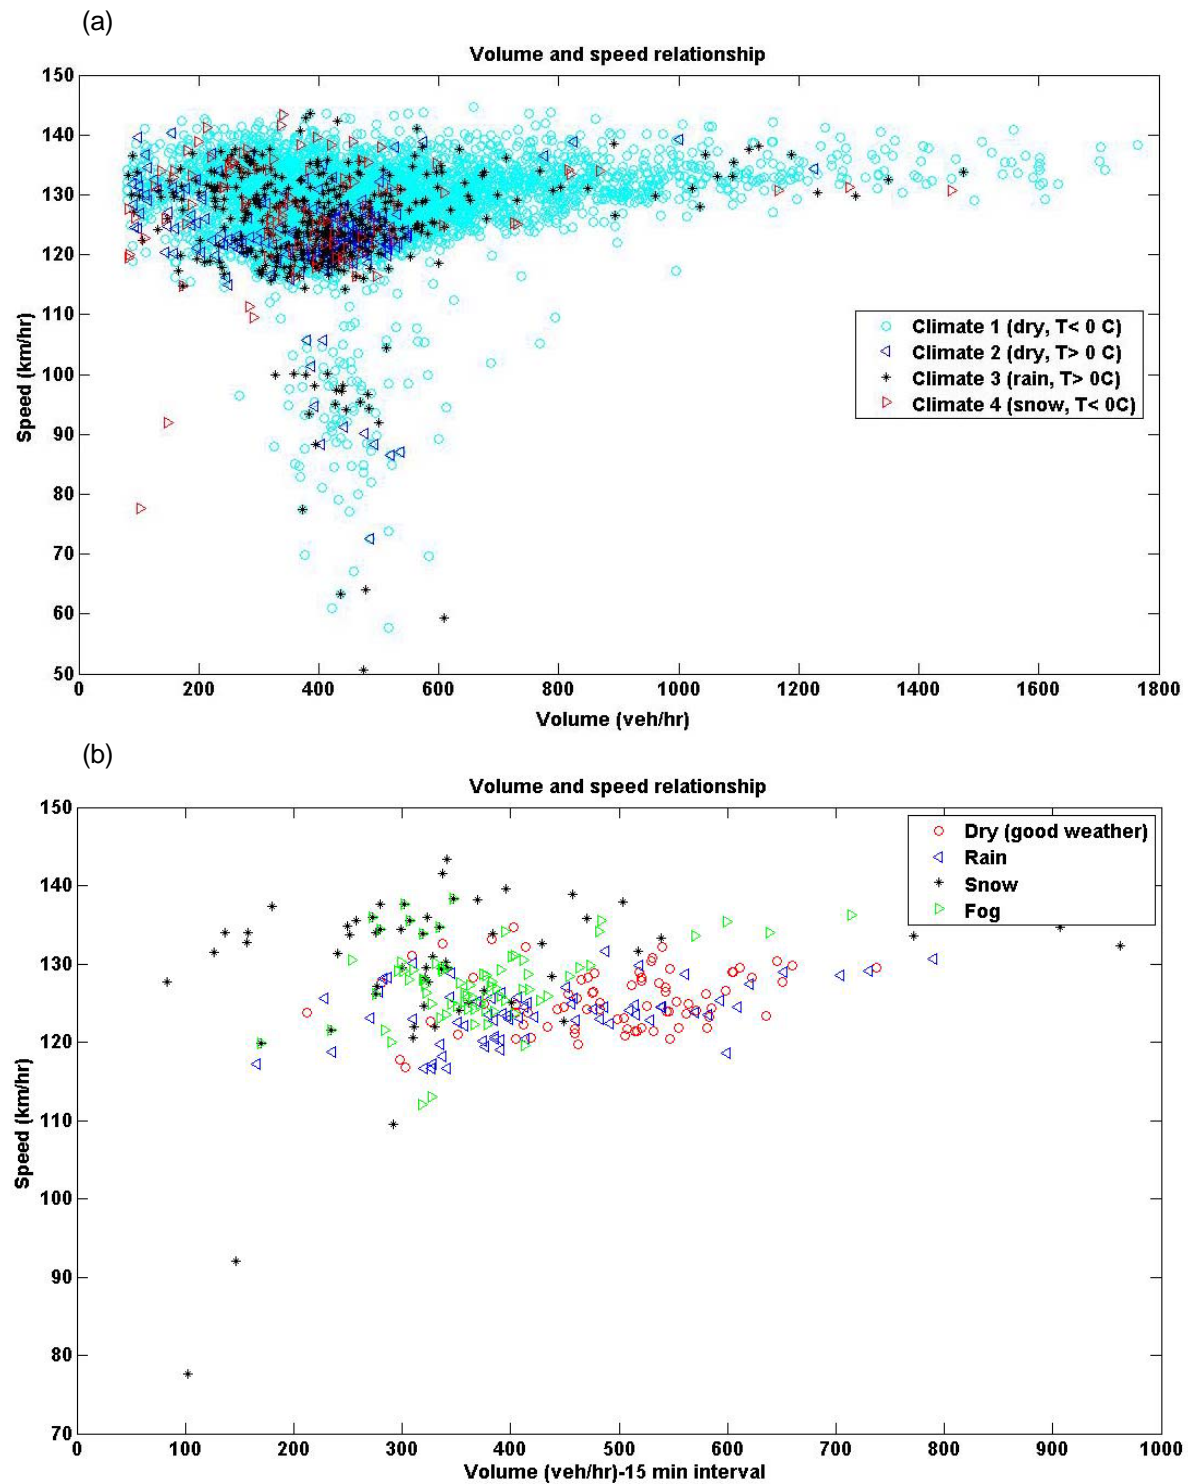 (a)
Volume and speed relationship
150
140
130
120
110
100
90
80
70
60
50
Speed (km/hr)
Climate 1 (dry, T< 0 C)
Climate 2 (dry, T> 0 C)
Climate 3 (rain, T> 0C)
Climate 4 (snow, T< 0C)
0 200 400 600 800 1000 1200 1400 1600 1800
Volume (veh/hr)
(b)
Volume and speed relationship
150
140
130
120
110
100
90
80
70
Speed (km/hr)
Dry (good weather)
Rain
Snow
Fog
0 100 200 300 400 500 600 700 800 900 1000
Volume (veh/hr)-15 min interval